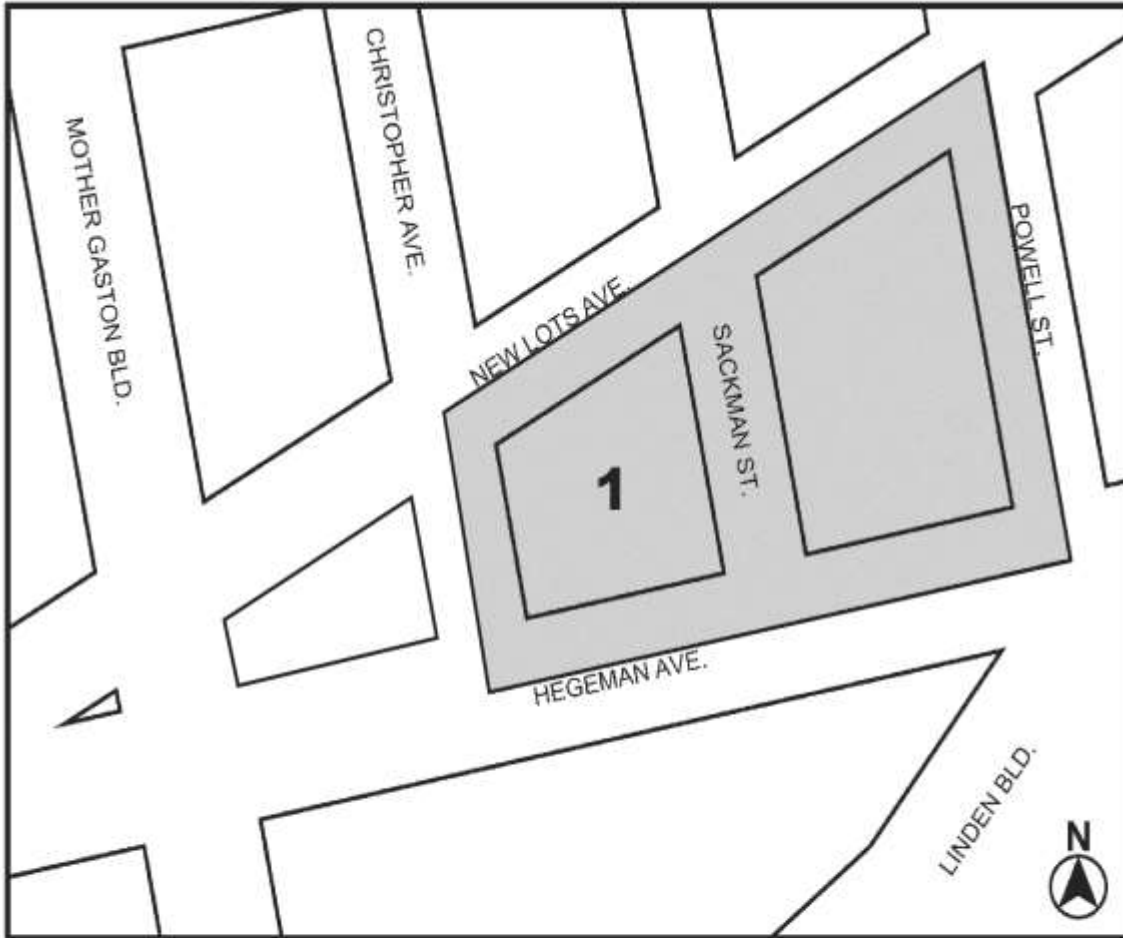 CHRISTOPHER AVE.
MOTHER GASTON BLD.
POWELL ST.
NEW LOTS AVE.
SACKMAN ST.
1
HEGEMAN AVE.
LINDEN BLD.
N